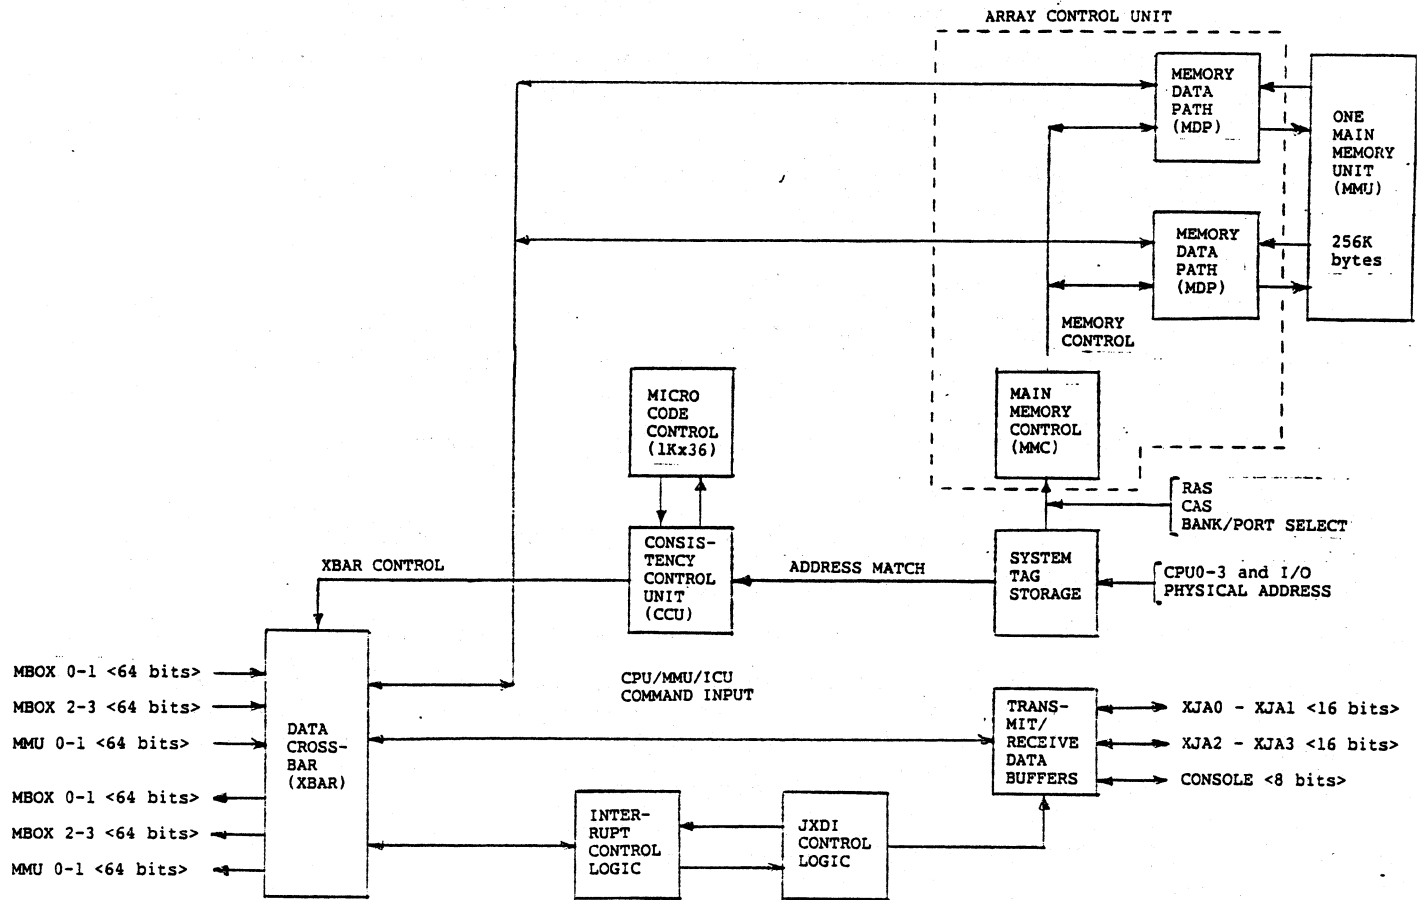 ARRAY CONTROL UNIT
MEMORY
DATA
PATH
(MDP)
ONE
MAIN
MEMORY
UNIT
(MMU)
256K
bytes
MEMORY
DATA
PATH
(MDP)
MEMORY
CONTROL
MICRO
CODE
CONTROL
(1Kx36)
MAIN
MEMORY
CONTROL
(MMC)
RAS
CAS
BANK/PORT SELECT
CONSIS-
TENCY
CONTROL
UNIT
(CCU)
XBAR CONTROL
ADDRESS MATCH
SYSTEM
TAG
STORAGE
CPU0-3 and I/O
PHYSICAL ADDRESS
MBOX 0-1 <64 bits>
MBOX 2-3 <64 bits>
MMU 0-1 <64 bits>
MBOX 0-1 <64 bits>
MBOX 2-3 <64 bits>
MMU 0-1 <64 bits>
DATA
CROSS-
BAR
(XBAR)
CPU/MMU/ICU
COMMAND INPUT
TRANS-
MIT/
RECEIVE
DATA
BUFFERS
XJA0 - XJA1 <16 bits>
XJA2 - XJA3 <16 bits>
CONSOLE <8 bits>
INTER-
RUPT
CONTROL
LOGIC
JXDI
CONTROL
LOGIC